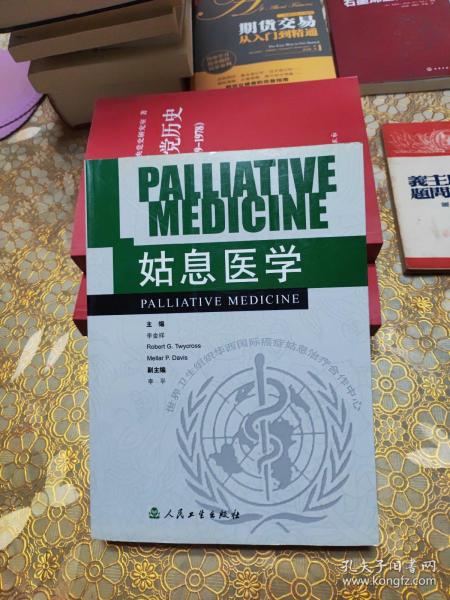 期货交易
从入门到精通
党历史
PALLIATIVE
MEDICINE
姑息医学
PALLIATIVE MEDICINE
主编
李金祥
Robert G. Twycross
Mellar P. Davis
副主编
李平
世界卫生组织华西国际癌症姑息治疗合作中心
人民卫生出版社
孔夫子旧书网
www.kongfz.com